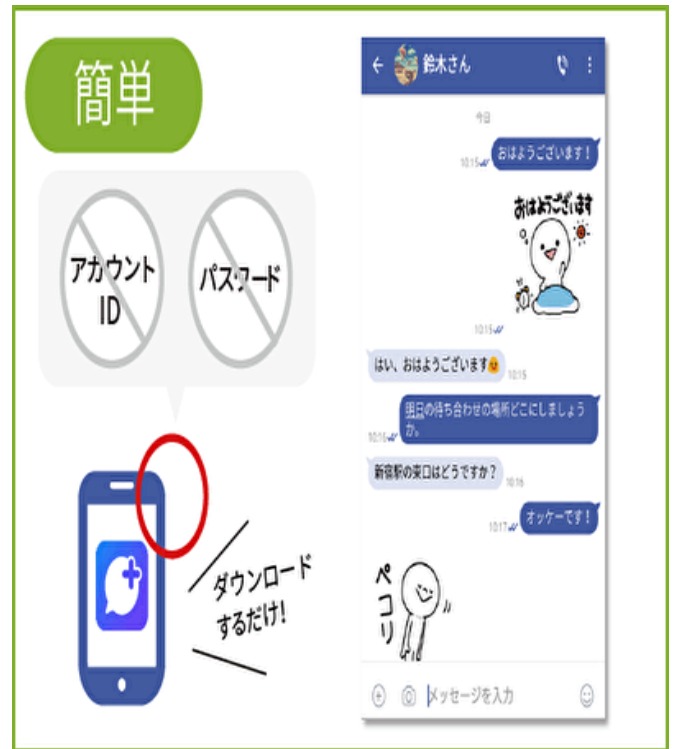 簡単
アカウント
ID
パスワード
ダウンロード
するだけ!
鈴木さん
今日
おはようございます!
10:15
おはようございます
10:15
はい、おはようございます
10:15
明日の待ち合わせの場所どこにしましょう
か。
10:16
新宿駅の東口はどうですか?
10:16
オッケーです!
10:17
ペコリ
メッセージを入力